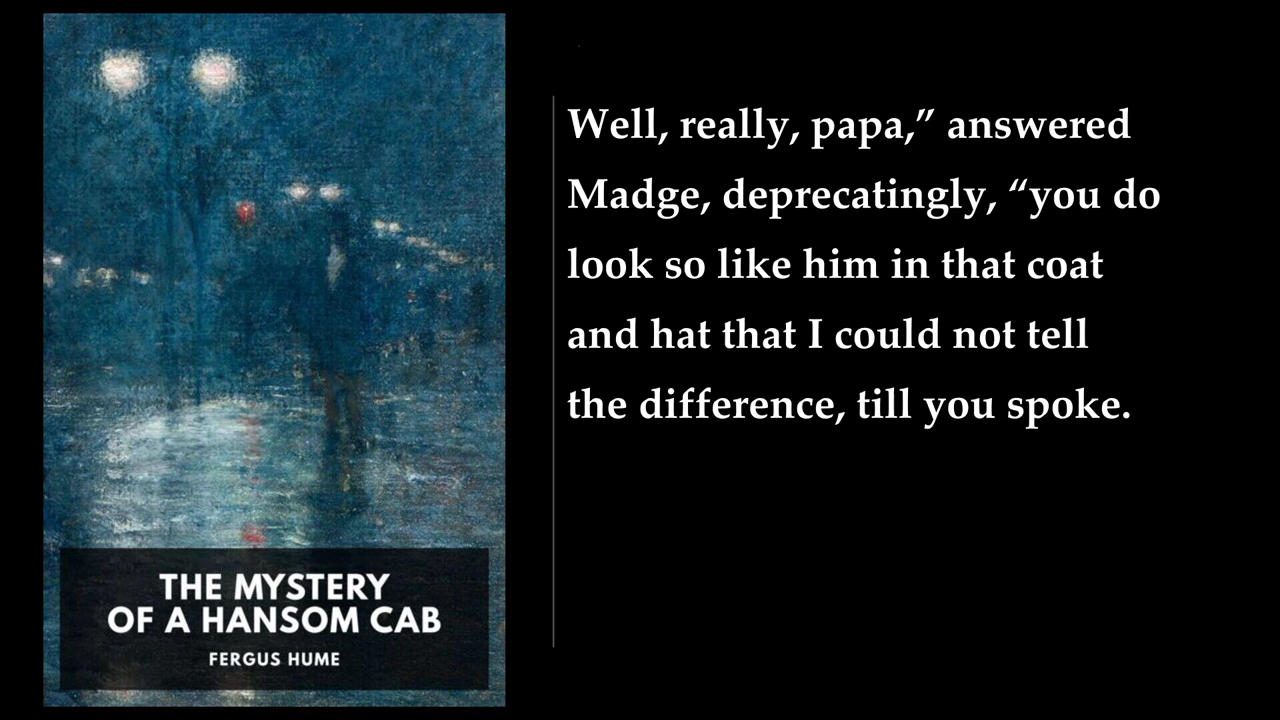 Well, really, papa,” answered
Madge, deprecatingly, “you do
look so like him in that coat
and hat that I could not tell
the difference, till you spoke.
THE MYSTERY
OF A HANSOM CAB
FERGUS HUME